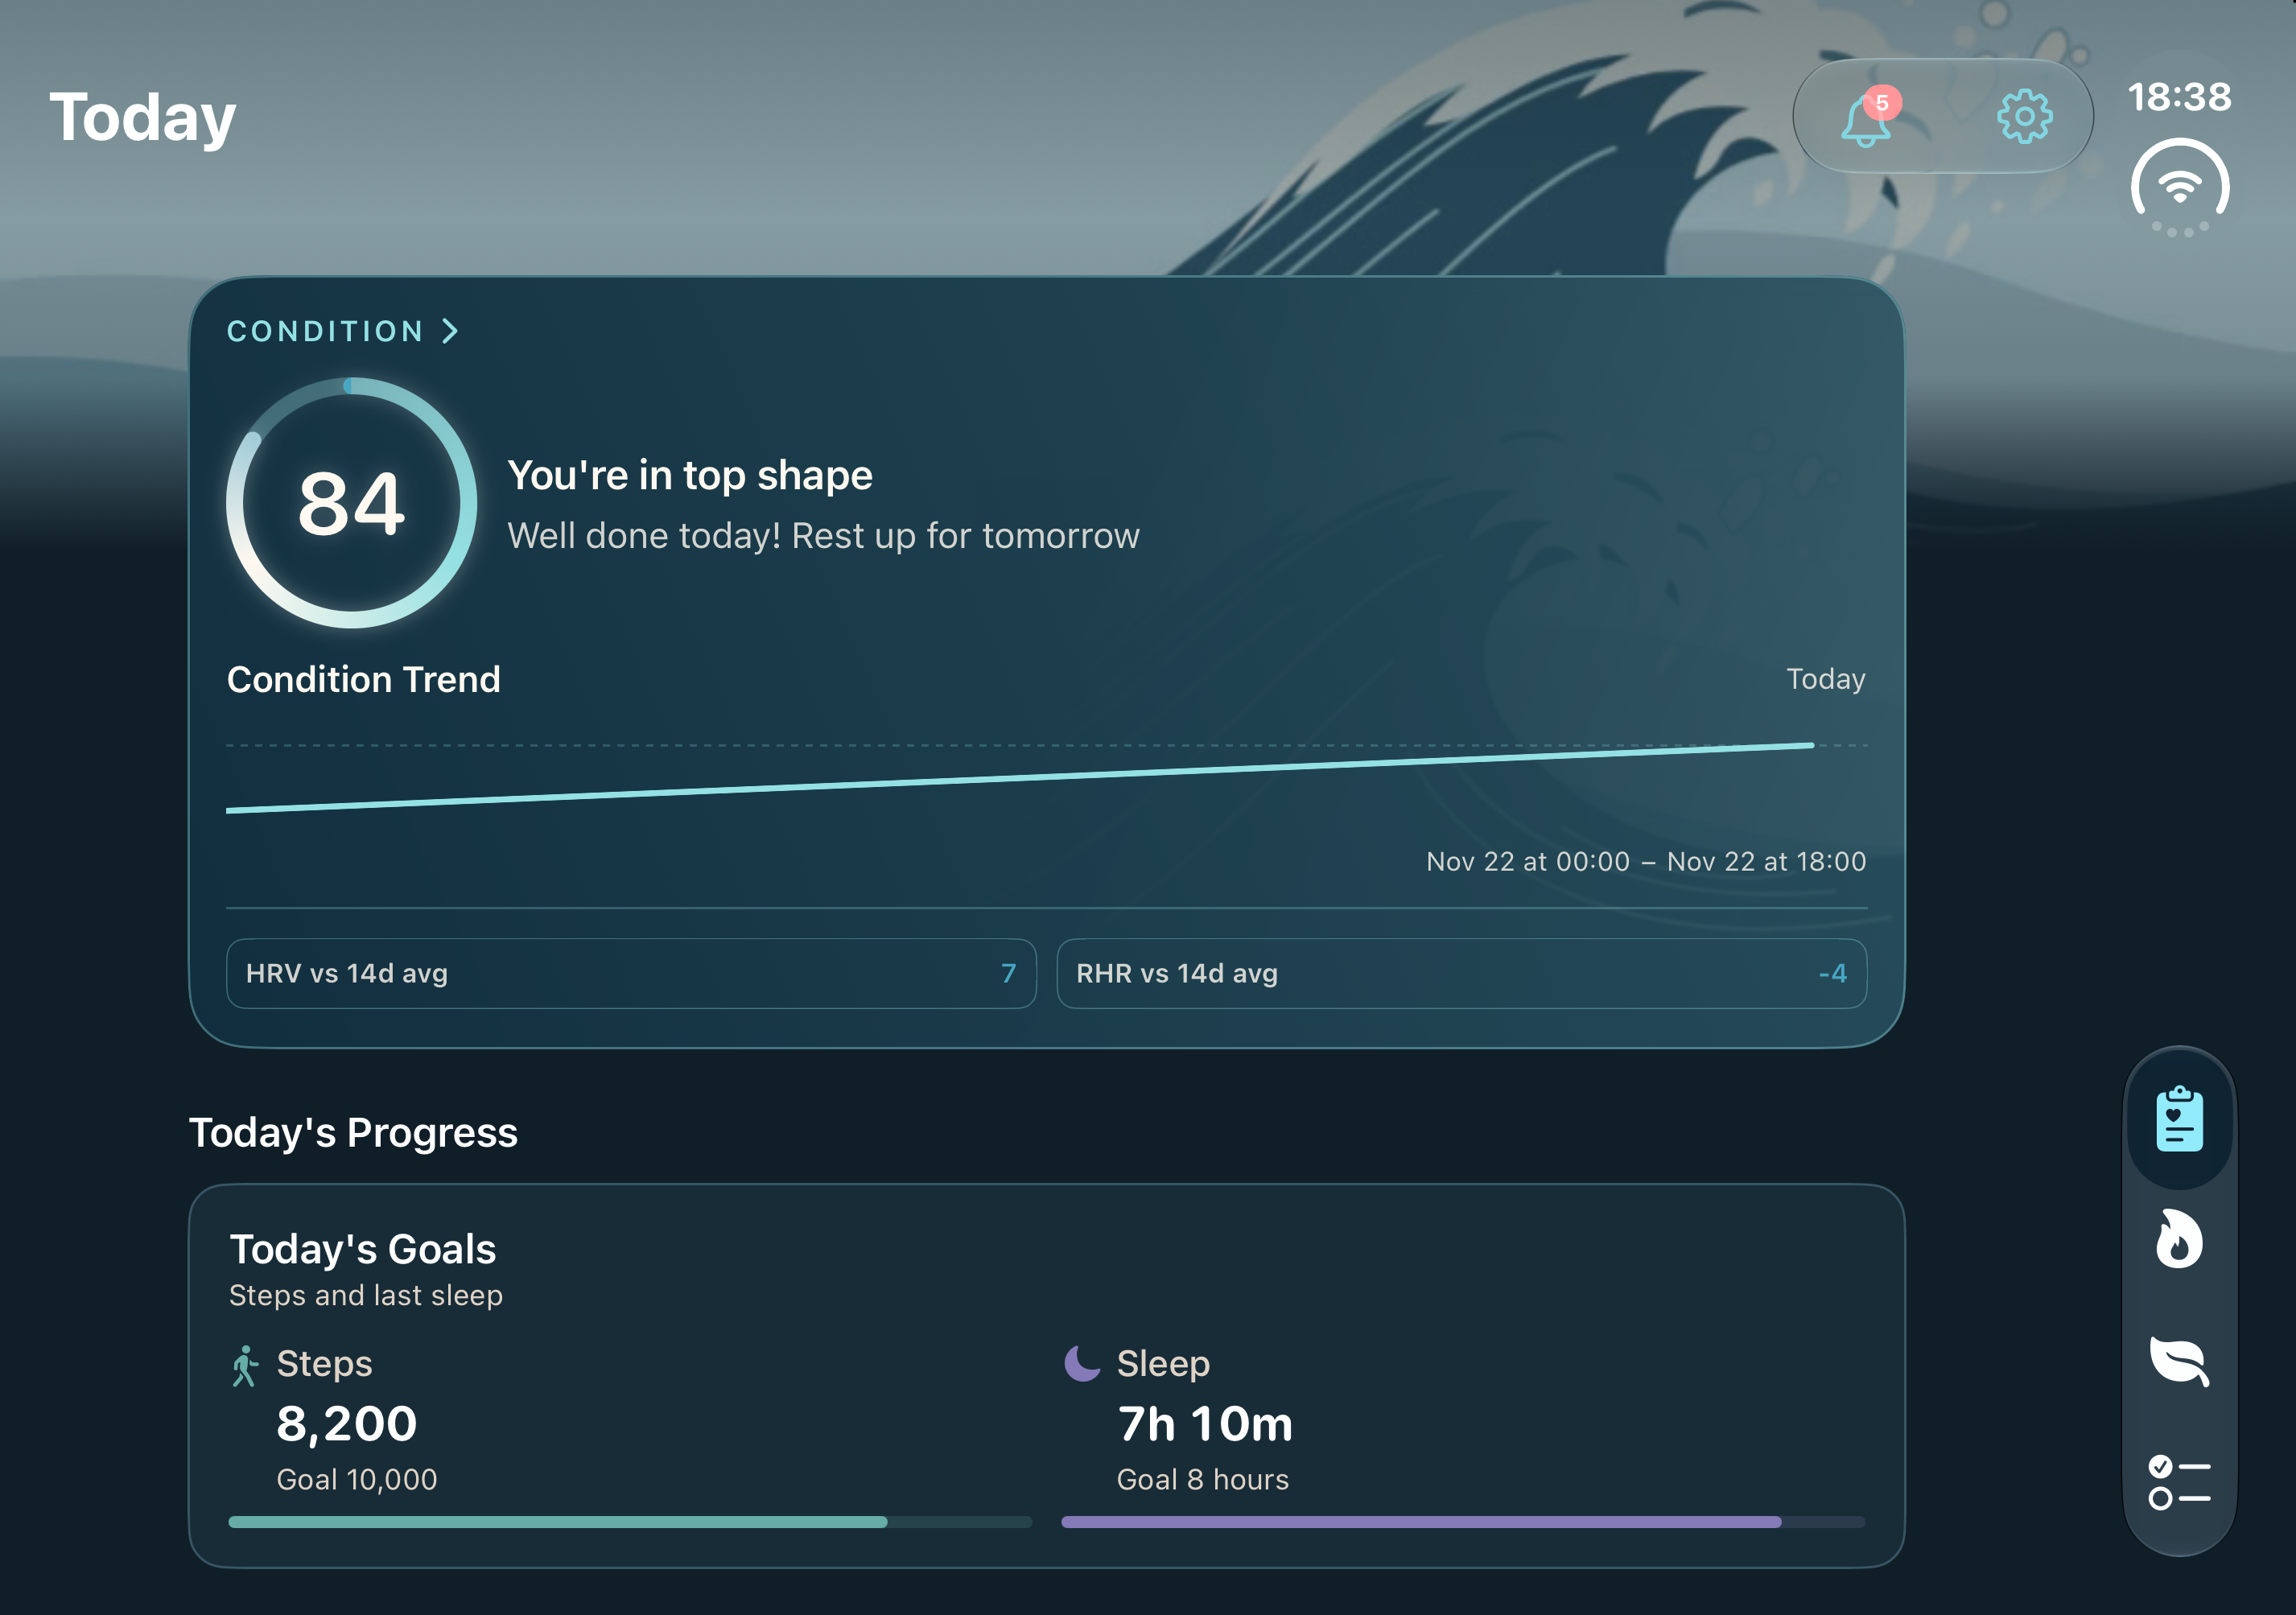 Today
5
18:38
CONDITION
84
You're in top shape
Well done today! Rest up for tomorrow
Condition Trend
Today
Nov 22 at 00:00 – Nov 22 at 18:00
HRV vs 14d avg
7
RHR vs 14d avg
-4
Today's Progress
Today's Goals
Steps and last sleep
Steps
8,200
Goal 10,000
Sleep
7h 10m
Goal 8 hours